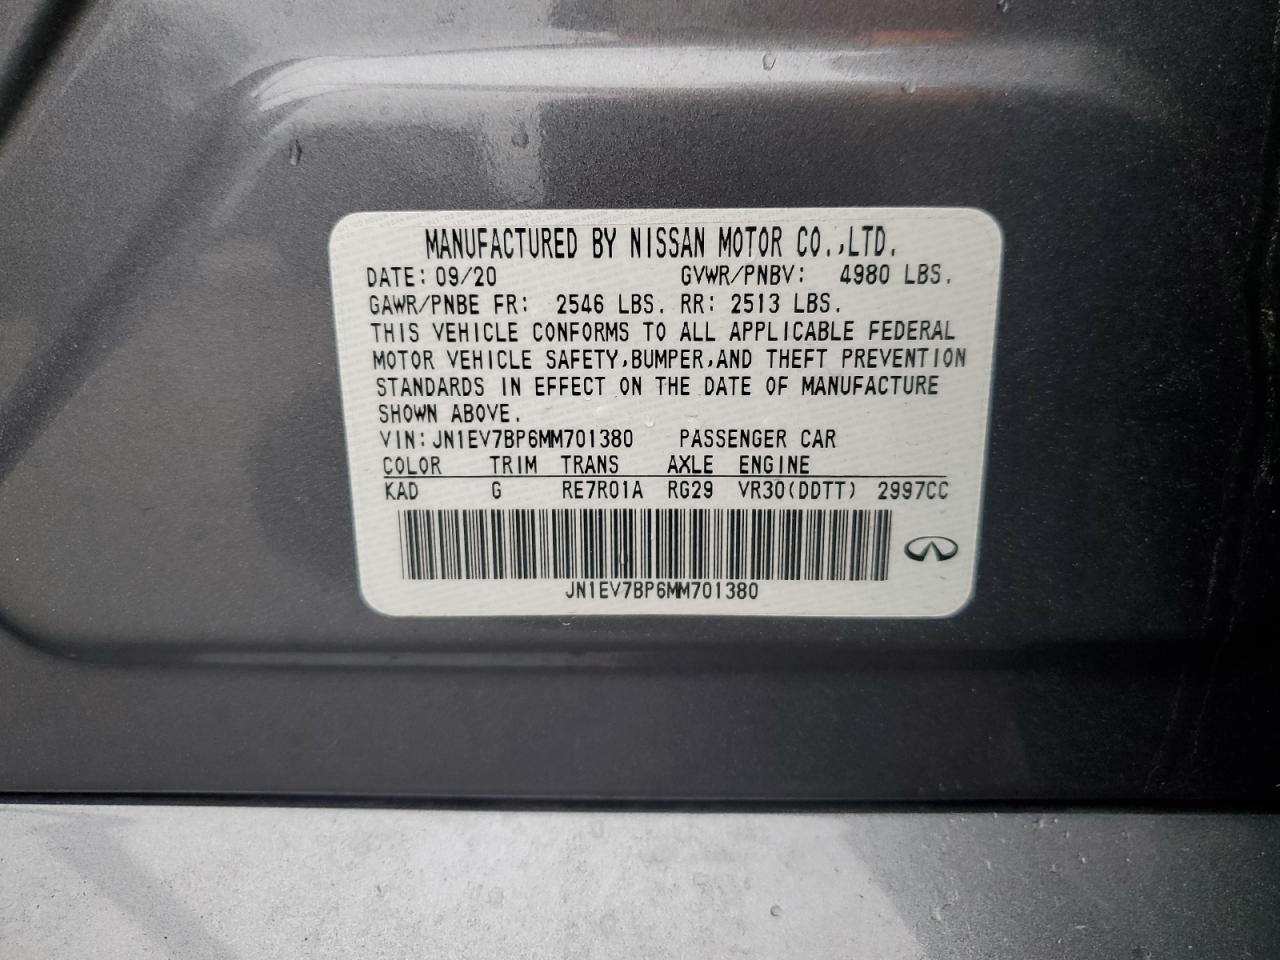 MANUFACTURED BY NISSAN MOTOR CO.,LTD.
DATE: 09/20 GVWR/PNBV: 4980 LBS.
GAWR/PNBE FR: 2546 LBS. RR: 2513 LBS.
THIS VEHICLE CONFORMS TO ALL APPLICABLE FEDERAL
MOTOR VEHICLE SAFETY,BUMPER,AND THEFT PREVENTION
STANDARDS IN EFFECT ON THE DATE OF MANUFACTURE
SHOWN ABOVE.
VIN: JN1EV7BP6MM701380 PASSENGER CAR
COLOR TRIM TRANS AXLE ENGINE
KAD G RE7R01A RG29 VR30(DDTT) 2997CC
JN1EV7BP6MM701380